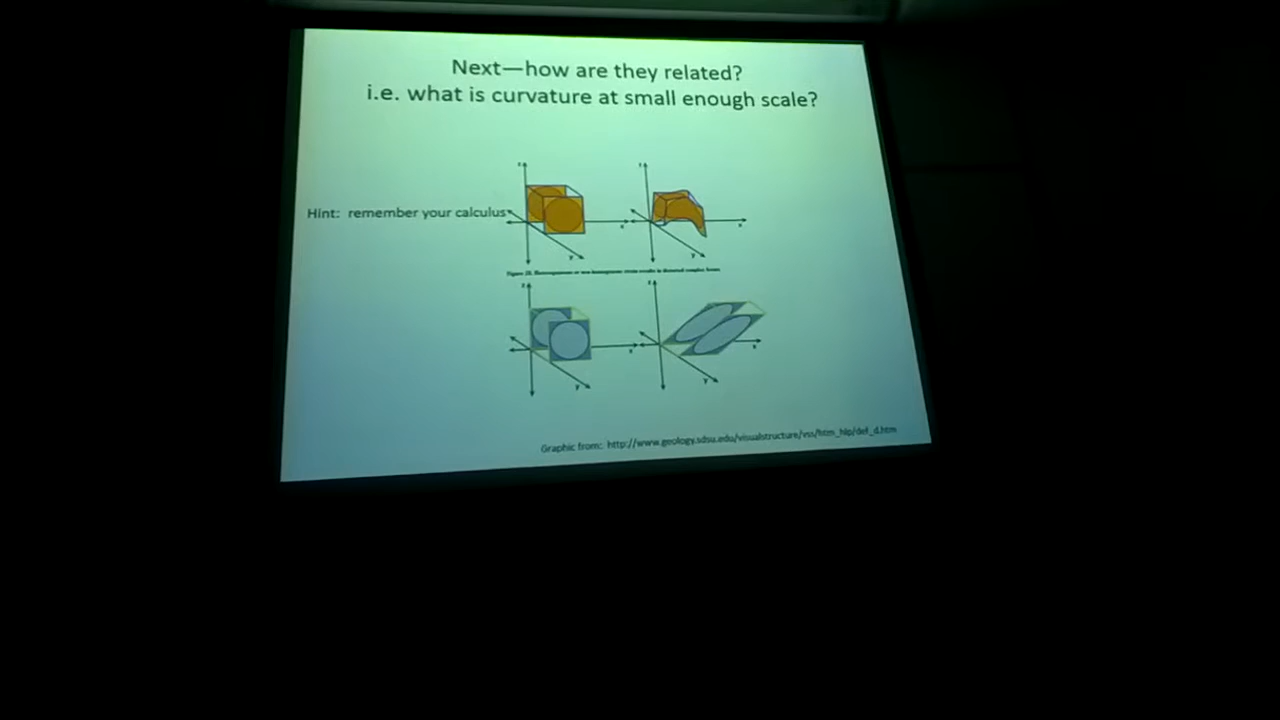 Next—how are they related?
i.e. what is curvature at small enough scale?
Hint: remember your calculus
z
z
x
x
y
y
z
z
x
x
y
y
Graphic from: http://www.geology.sdsu.edu/visualstructure/vss/htm_hlp/def_d.htm